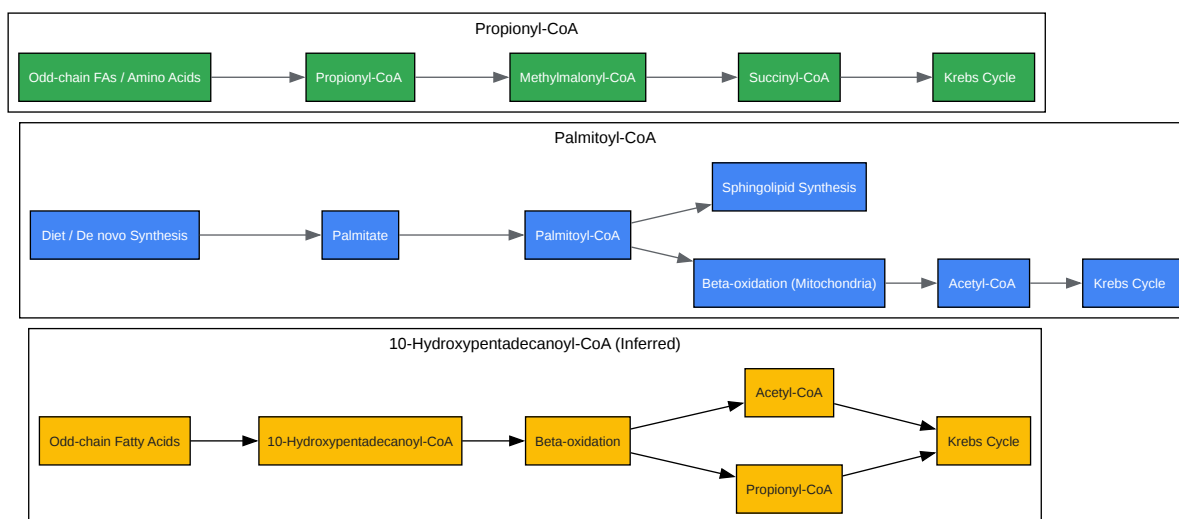 Propionyl-CoA
Odd-chain FAs / Amino Acids
Propionyl-CoA
Methylmalonyl-CoA
Succinyl-CoA
Krebs Cycle
Palmitoyl-CoA
Sphingolipid Synthesis
Diet / De novo Synthesis
Palmitate
Palmitoyl-CoA
Beta-oxidation (Mitochondria)
Acetyl-CoA
Krebs Cycle
10-Hydroxypentadecanoyl-CoA (Inferred)
Acetyl-CoA
Odd-chain Fatty Acids
10-Hydroxypentadecanoyl-CoA
Beta-oxidation
Krebs Cycle
Propionyl-CoA